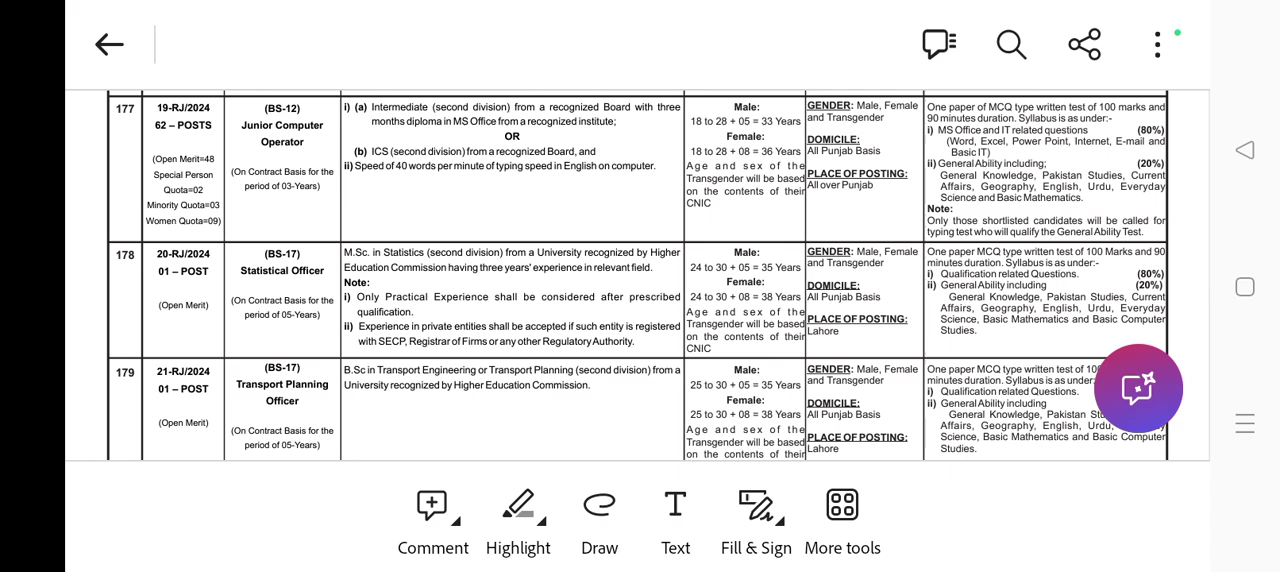 177
19-RJ/2024
62 – POSTS
(Open Merit=48
Special Person
Quota=02
Minority Quota=03
Women Quota=09)
(BS-12)
Junior Computer
Operator
(On Contract Basis for the
period of 03-Years)
i) (a) Intermediate (second division) from a recognized Board with three
months diploma in MS Office from a recognized institute;
OR
(b) ICS (second division) from a recognized Board, and
ii) Speed of 40 words per minute of typing speed in English on computer.
Male:
18 to 28 + 05 = 33 Years
Female:
18 to 28 + 08 = 36 Years
Age and sex of the
Transgender will be based
on the contents of their
CNIC
GENDER: Male, Female
and Transgender
DOMICILE:
All Punjab Basis
PLACE OF POSTING:
All over Punjab
One paper of MCQ type written test of 100 marks and
90 minutes duration. Syllabus is as under:-
i) MS Office and IT related questions (80%)
(Word, Excel, Power Point, Internet, E-mail and
Basic IT)
ii) General Ability including; (20%)
General Knowledge, Pakistan Studies, Current
Affairs, Geography, English, Urdu, Everyday
Science and Basic Mathematics.
Note:
Only those shortlisted candidates will be called for
typing test who will qualify the General Ability Test.
178
20-RJ/2024
01 – POST
(Open Merit)
(BS-17)
Statistical Officer
(On Contract Basis for the
period of 05-Years)
M.Sc. in Statistics (second division) from a University recognized by Higher
Education Commission having three years' experience in relevant field.
Note:
i) Only Practical Experience shall be considered after prescribed
qualification.
ii) Experience in private entities shall be accepted if such entity is registered
with SECP, Registrar of Firms or any other Regulatory Authority.
Male:
24 to 30 + 05 = 35 Years
Female:
24 to 30 + 08 = 38 Years
Age and sex of the
Transgender will be based
on the contents of their
CNIC
GENDER: Male, Female
and Transgender
DOMICILE:
All Punjab Basis
PLACE OF POSTING:
Lahore
One paper MCQ type written test of 100 Marks and 90
minutes duration. Syllabus is as under:-
i) Qualification related Questions. (80%)
ii) General Ability including (20%)
General Knowledge, Pakistan Studies, Current
Affairs, Geography, English, Urdu, Everyday
Science, Basic Mathematics and Basic Computer
Studies.
179
21-RJ/2024
01 – POST
(Open Merit)
(BS-17)
Transport Planning
Officer
(On Contract Basis for the
period of 05-Years)
B.Sc in Transport Engineering or Transport Planning (second division) from a
University recognized by Higher Education Commission.
Male:
25 to 30 + 05 = 35 Years
Female:
25 to 30 + 08 = 38 Years
Age and sex of the
Transgender will be based
on the contents of their
GENDER: Male, Female
and Transgender
DOMICILE:
All Punjab Basis
PLACE OF POSTING:
Lahore
One paper MCQ type written test of
minutes duration. Syllabus is as under:
i) Qualification related Questions.
ii) General Ability including
General Knowledge, Pakistan
Affairs, Geography, English, Urdu,
Science, Basic Mathematics and Basic Computer
Studies.
Comment
Highlight
Draw
Text
Fill & Sign
More tools